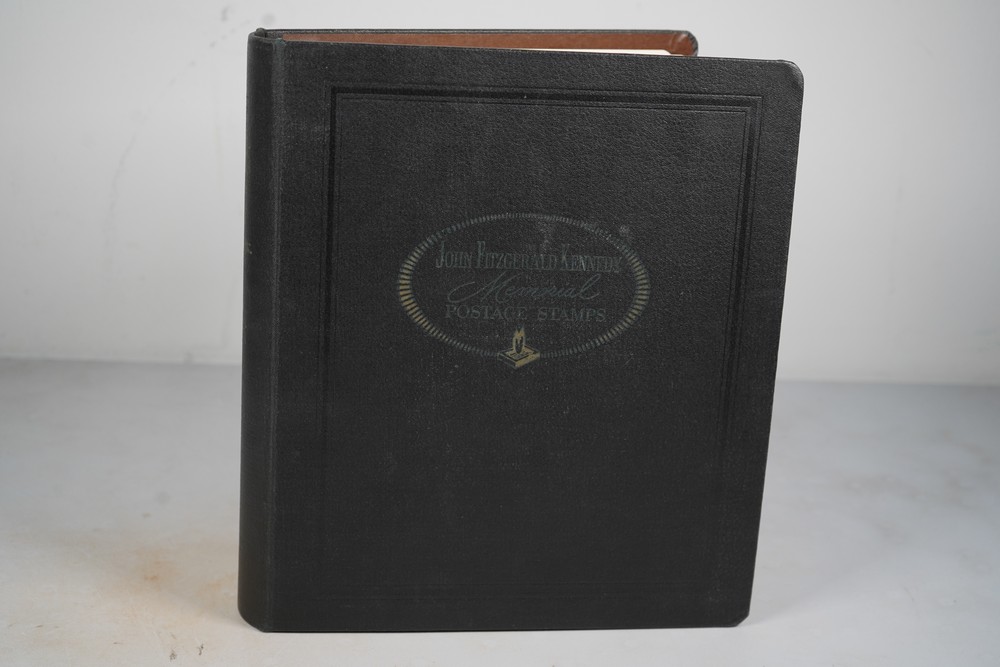 John Fitzgerald Kennedy
Memorial
POSTAGE STAMPS